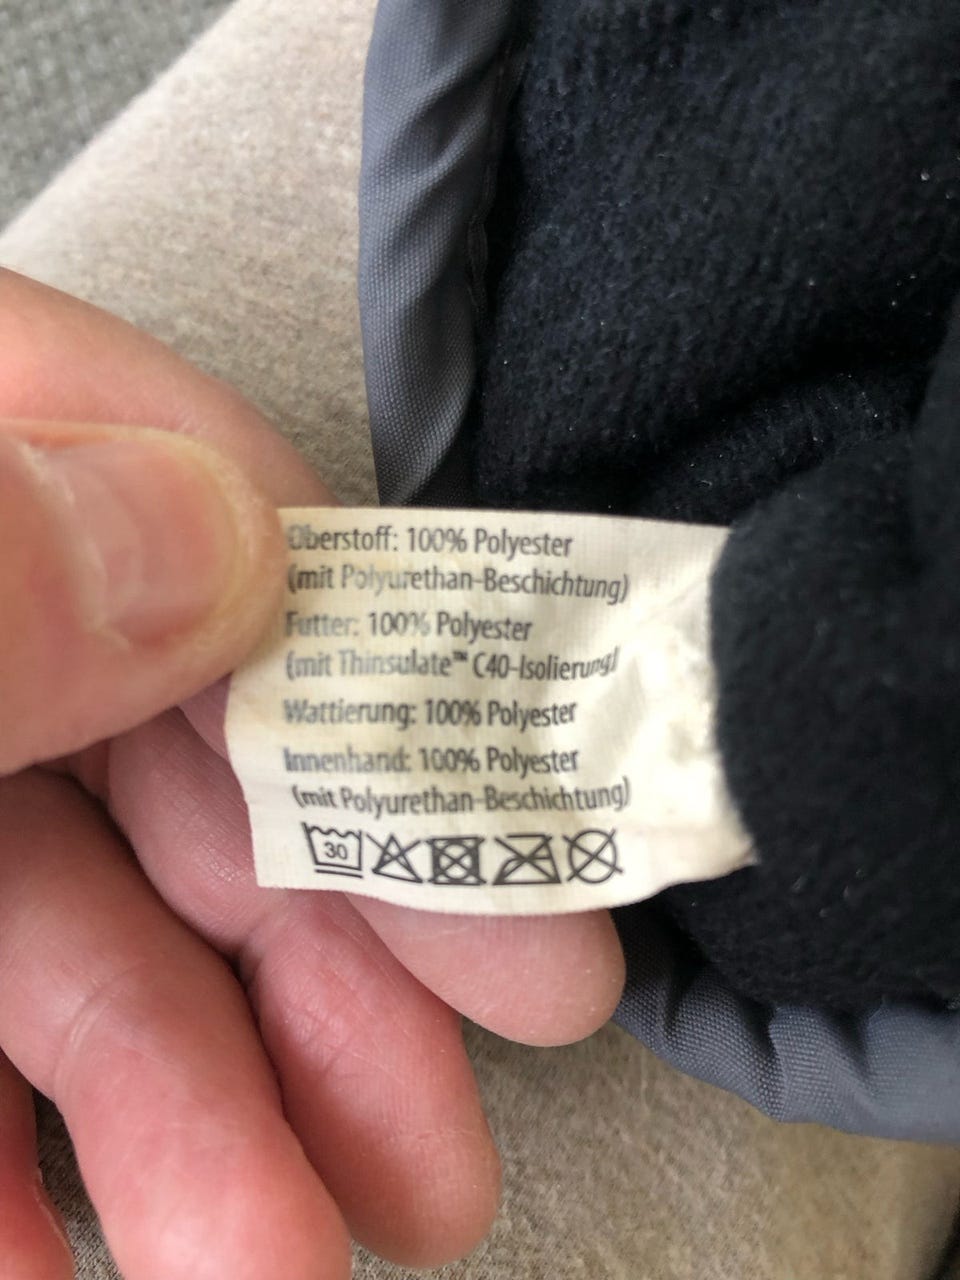 Oberstoff: 100% Polyester
(mit Polyurethan-Beschichtung)
Futter: 100% Polyester
(mit Thinsulate™ C40-Isolierung)
Wattierung: 100% Polyester
Innenhand: 100% Polyester
(mit Polyurethan-Beschichtung)
30